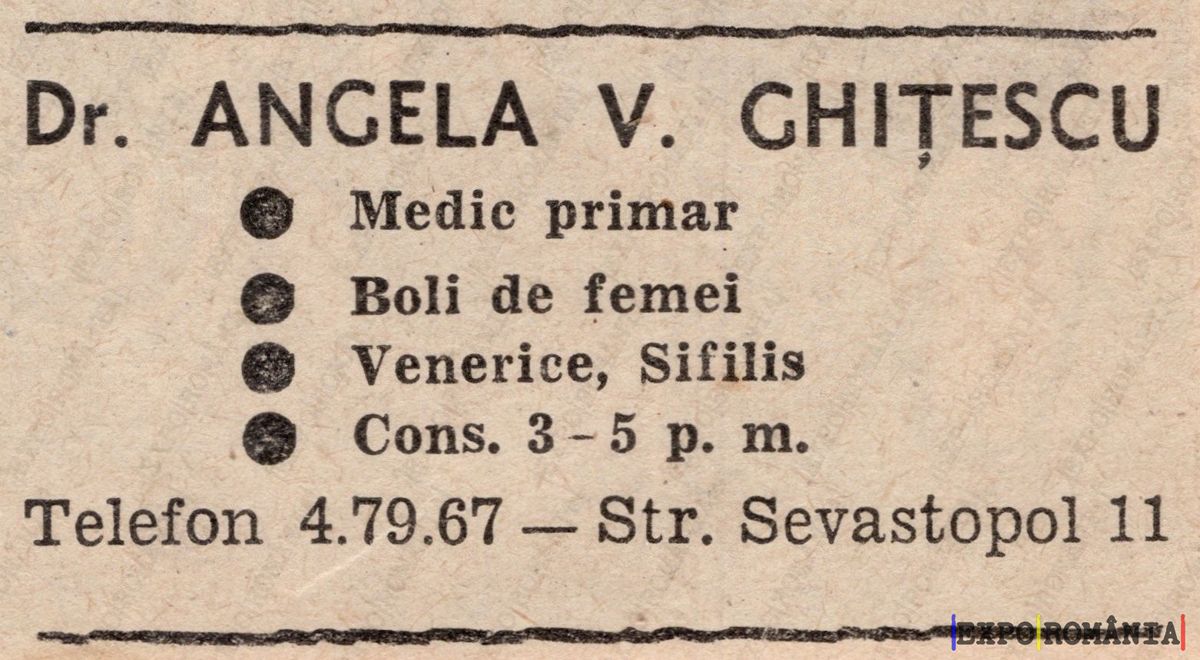 Dr. ANGELA V. GHIȚESCU
● Medic primar
● Boli de femei
● Venerice, Sifilis
● Cons. 3-5 p. m.
Telefon 4.79.67 — Str. Sevastopol 11
|EXPO|ROMÂNIA|